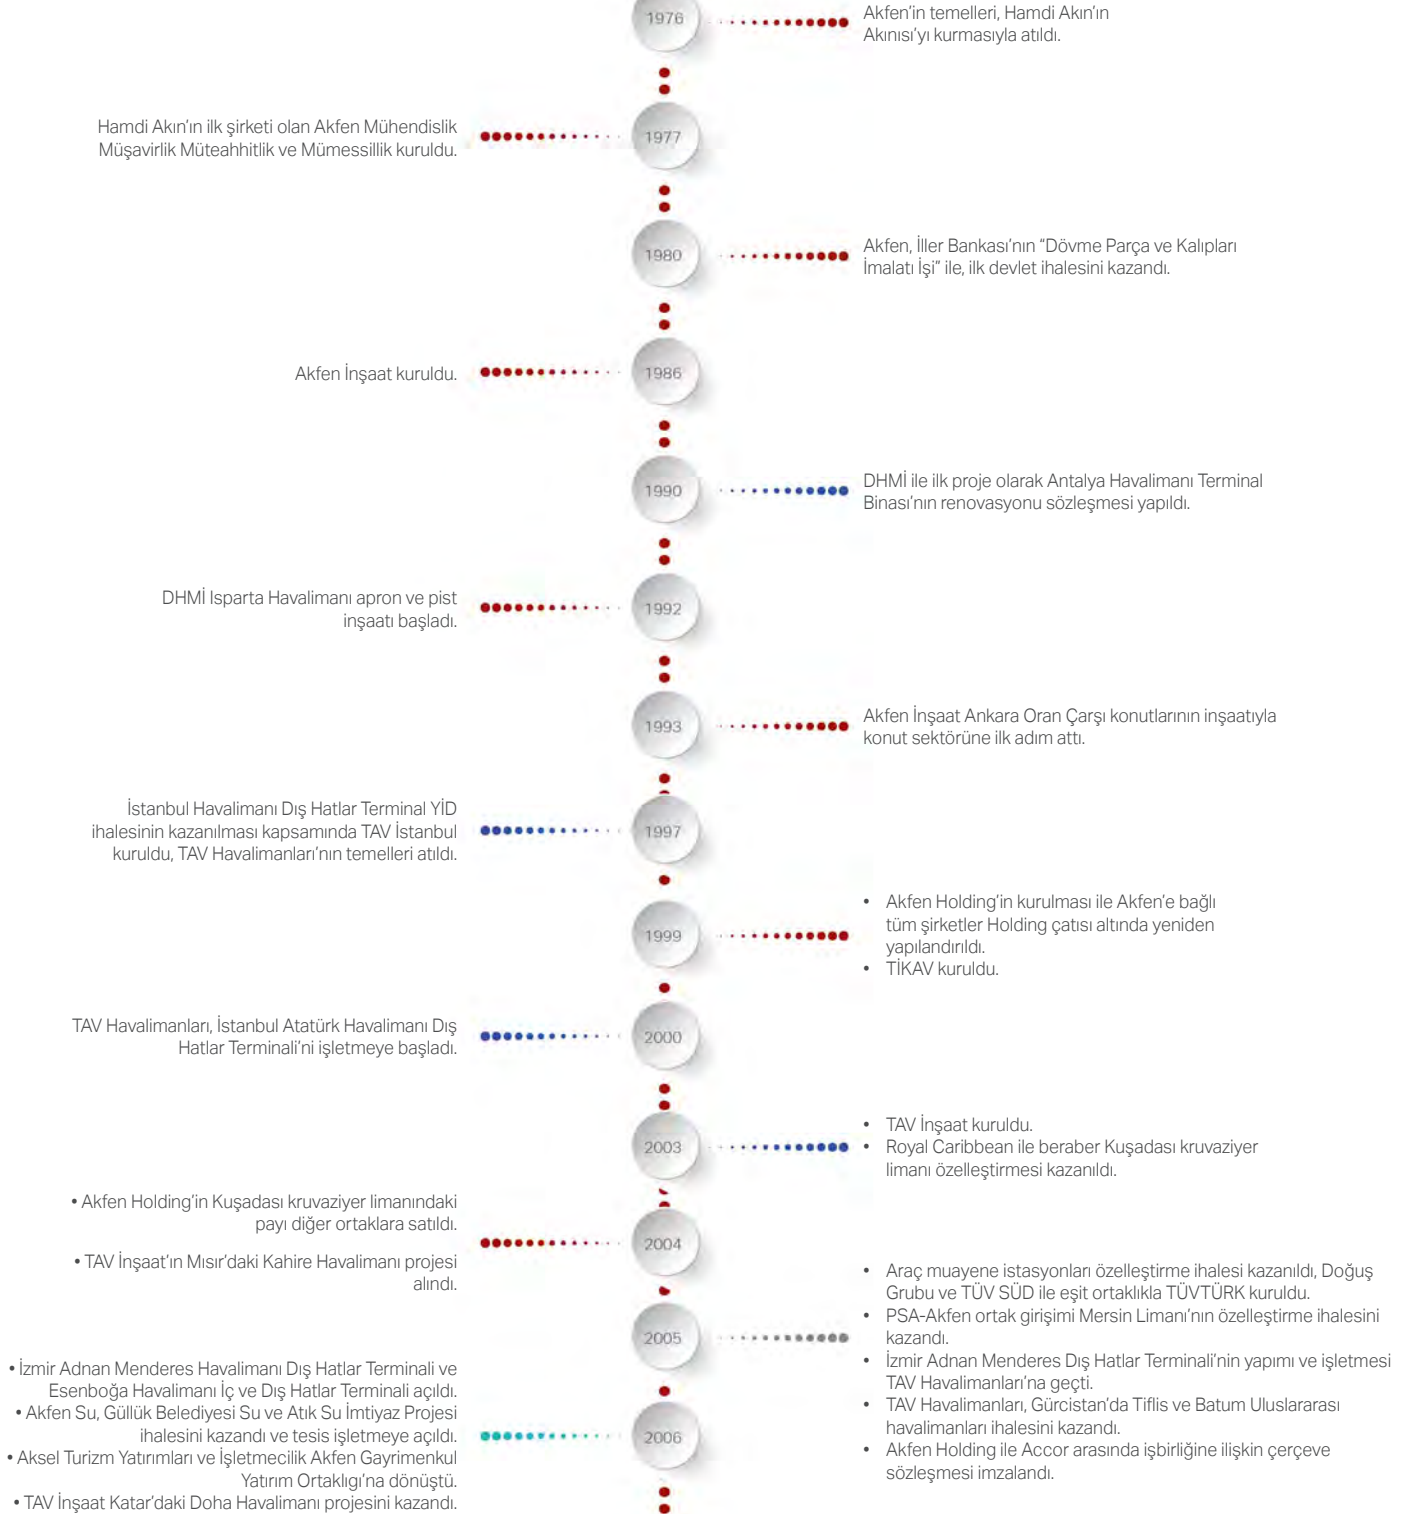 1976
Akfen’in temelleri, Hamdi Akın’ın
Akınısı’yı kurmasıyla atıldı.
1977
Hamdi Akın’ın ilk şirketi olan Akfen Mühendislik
Müşavirlik Müteahhitlik ve Mümessillik kuruldu.
1980
Akfen, İller Bankası’nın “Dövme Parça ve Kalıpları
İmalatı İşi” ile, ilk devlet ihalesini kazandı.
1986
Akfen İnşaat kuruldu.
1990
DHMİ ile ilk proje olarak Antalya Havalimanı Terminal
Binası’nın renovasyonu sözleşmesi yapıldı.
1992
DHMİ Isparta Havalimanı apron ve pist
inşaatı başladı.
1993
Akfen İnşaat Ankara Oran Çarşı konutlarının inşaatıyla
konut sektörüne ilk adım attı.
1997
İstanbul Havalimanı Dış Hatlar Terminal YİD
ihalesinin kazanılması kapsamında TAV İstanbul
kuruldu, TAV Havalimanları’nın temelleri atıldı.
1999
• Akfen Holding’in kurulması ile Akfen’e bağlı
tüm şirketler Holding çatısı altında yeniden
yapılandırıldı.
• TİKAV kuruldu.
2000
TAV Havalimanları, İstanbul Atatürk Havalimanı Dış
Hatlar Terminali’ni işletmeye başladı.
2003
• TAV İnşaat kuruldu.
• Royal Caribbean ile beraber Kuşadası kruvaziyer
limanı özelleştirmesi kazanıldı.
2004
• Akfen Holding’in Kuşadası kruvaziyer limanındaki
payı diğer ortaklara satıldı.
• TAV İnşaat’ın Mısır’daki Kahire Havalimanı projesi
alındı.
2005
• Araç muayene istasyonları özelleştirme ihalesi kazanıldı, Doğuş
Grubu ve TÜV SÜD ile eşit ortaklıkla TÜVTÜRK kuruldu.
• PSA-Akfen ortak girişimi Mersin Limanı’nın özelleştirme ihalesini
kazandı.
• İzmir Adnan Menderes Dış Hatlar Terminali’nin yapımı ve işletmesi
TAV Havalimanları’na geçti.
• TAV Havalimanları, Gürcistan’da Tiflis ve Batum Uluslararası
havalimanları ihalesini kazandı.
• Akfen Holding ile Accor arasında işbirliğine ilişkin çerçeve
sözleşmesi imzalandı.
2006
• İzmir Adnan Menderes Havalimanı Dış Hatlar Terminali ve
Esenboğa Havalimanı İç ve Dış Hatlar Terminali açıldı.
• Akfen Su, Güllük Belediyesi Su ve Atık Su İmtiyaz Projesi
ihalesini kazandı ve tesis işletmeye açıldı.
• Aksel Turizm Yatırımları ve İşletmecilik Akfen Gayrimenkul
Yatırım Ortaklıgı’na dönüştü.
• TAV İnşaat Katar’daki Doha Havalimanı projesini kazandı.